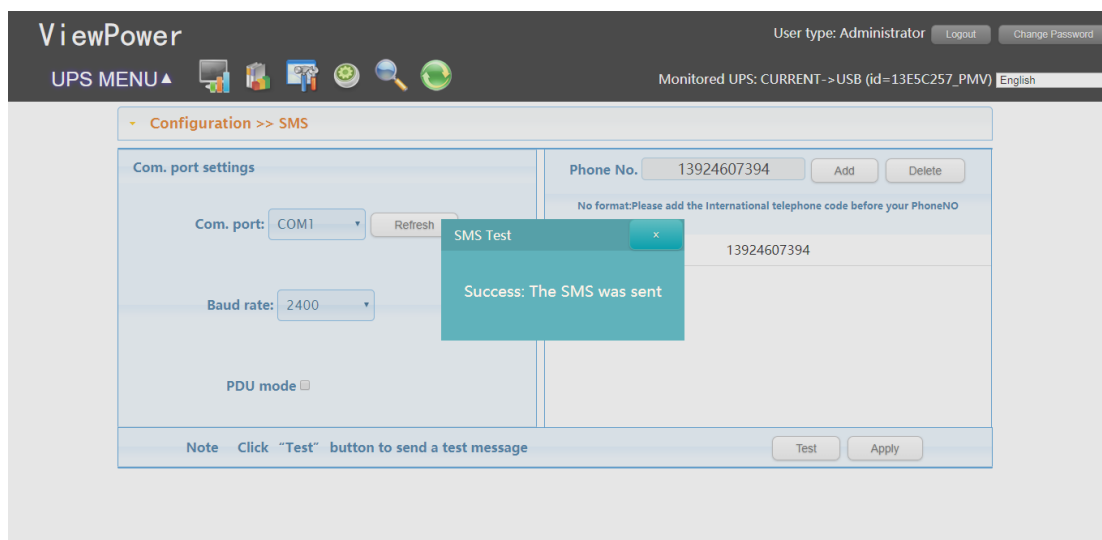 ViewPower
User type: Administrator Logout Change Password
UPS MENU▲
Monitored UPS: CURRENT->USB (id=13E5C257_PMV) English
Configuration >> SMS
Com. port settings
Com. port: COM1 Refresh
Baud rate: 2400
PDU mode
Phone No. 13924607394 Add Delete
No format:Please add the International telephone code before your PhoneNO
13924607394
SMS Test x
Success: The SMS was sent
Note Click “Test” button to send a test message
Test Apply